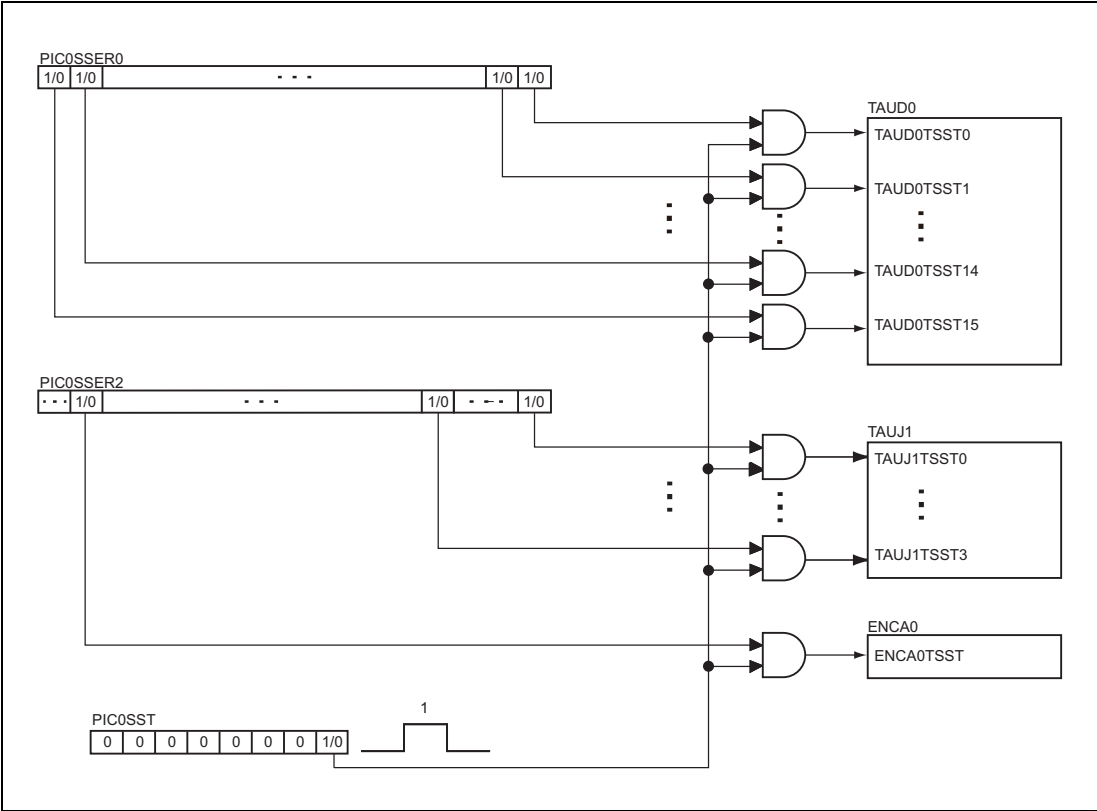 PIC0SSER0
1/0 1/0 ··· 1/0 1/0
TAUD0
TAUD0TSST0
TAUD0TSST1
TAUD0TSST14
TAUD0TSST15
PIC0SSER2
··· 1/0 ··· 1/0 ··· 1/0
TAUJ1
TAUJ1TSST0
TAUJ1TSST3
ENCA0
ENCA0TSST
PIC0SST
1
0 0 0 0 0 0 0 1/0